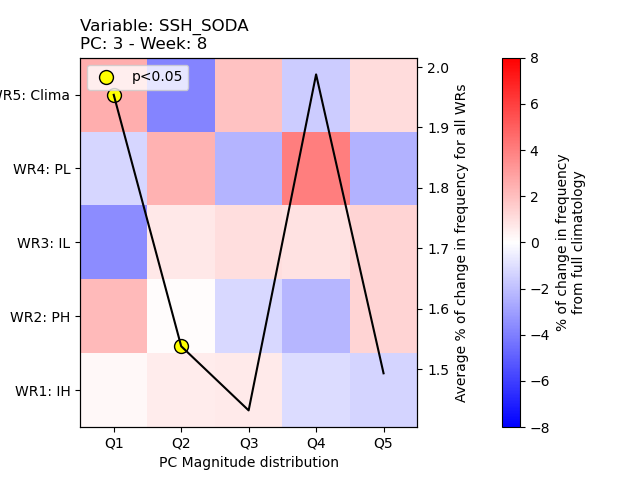 Variable: SSH_SODA
PC: 3 - Week: 8
p<0.05
WR5: Clima
WR4: PL
WR3: IL
WR2: PH
WR1: IH
Q1 Q2 Q3 Q4 Q5
PC Magnitude distribution
2.0
1.9
1.8
1.7
1.6
1.5
Average % of change in frequency for all WRs
8
6
4
2
0
−2
−4
−6
−8
% of change in frequency
from full climatology